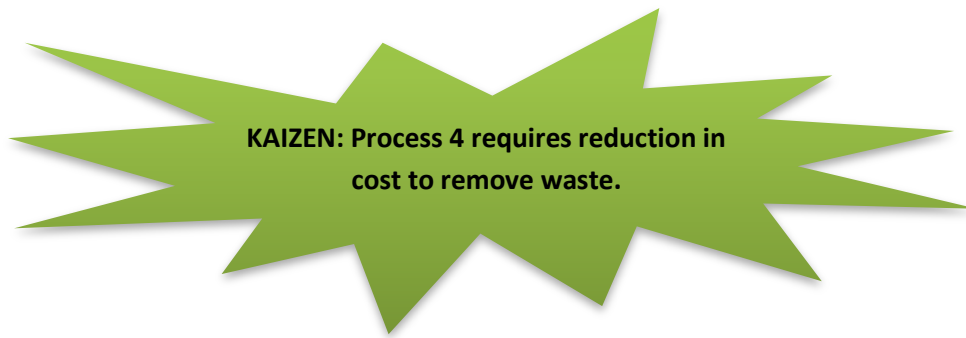 KAIZEN: Process 4 requires reduction in
cost to remove waste.